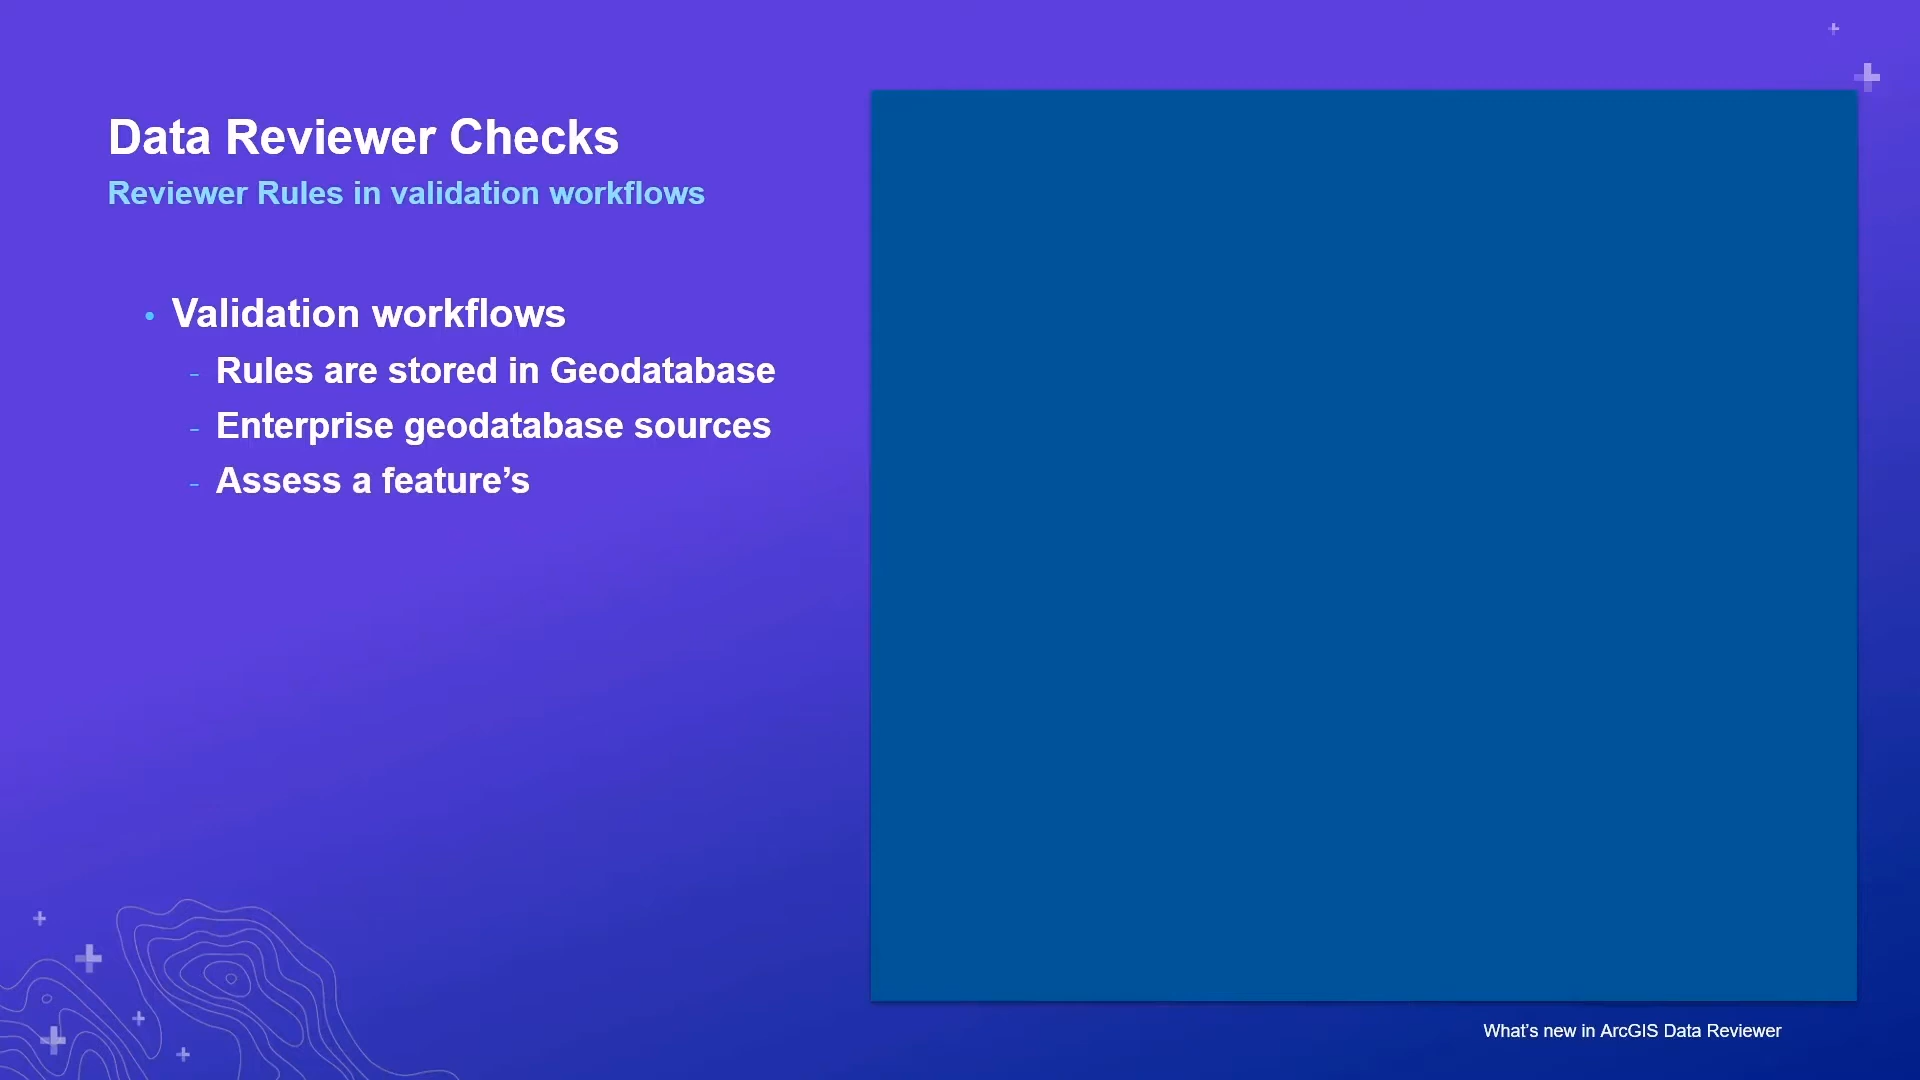 Data Reviewer Checks
Reviewer Rules in validation workflows
• Validation workflows
- Rules are stored in Geodatabase
- Enterprise geodatabase sources
- Assess a feature’s
What’s new in ArcGIS Data Reviewer